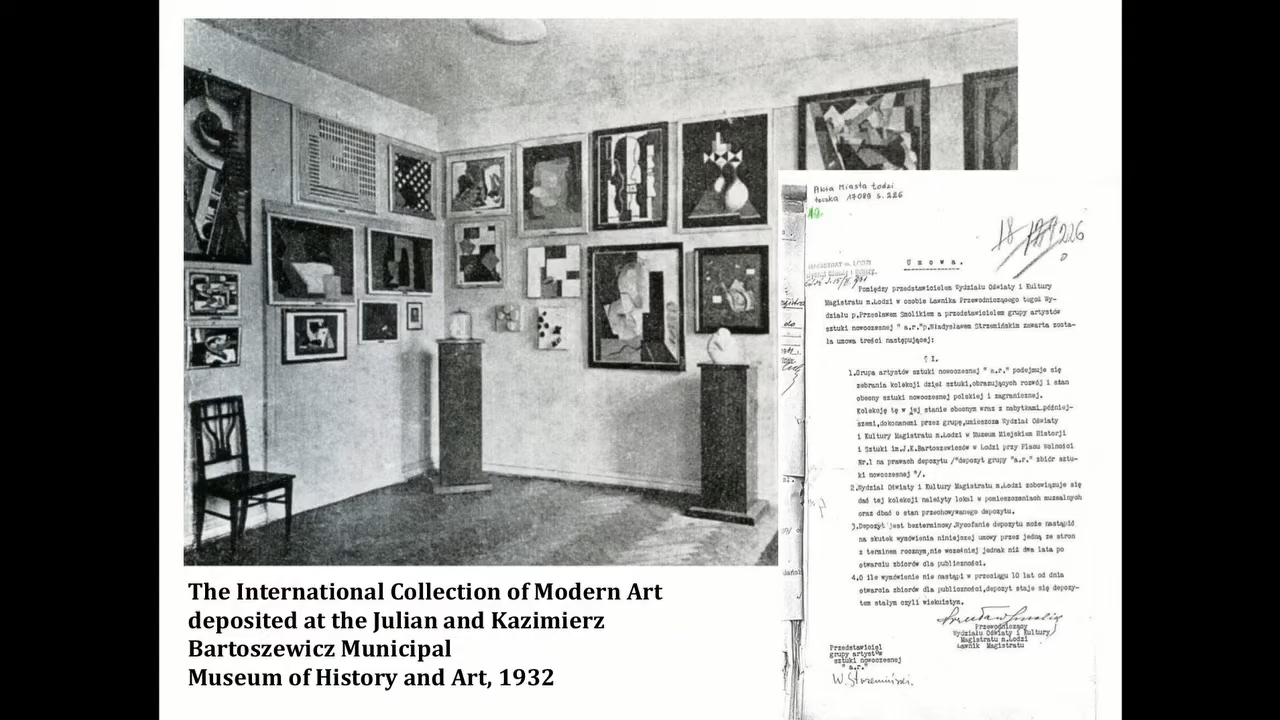 The International Collection of Modern Art
deposited at the Julian and Kazimierz
Bartoszewicz Municipal
Museum of History and Art, 1932
Akta Miasta Łodzi
teczka 17089 s. 226
18
226
Umowa.
Pomiędzy przedstawicielem Wydziału Oświaty i Kultury
Magistratu m.Łodzi w osobie Ławnika Przewodniczącego tegoż Wy-
działu p.Przecławem Smolikiem a przedstawicielem grupy artystów
sztuki nowoczesnej " a.r."p.Władysławem Strzemińskim zawarta zosta-
ła umowa treści następującej:
§ I.
1.Grupa artystów sztuki nowoczesnej " a.r." podejmuje się
zebrania kolekcji dzieł sztuki,obrazujących rozwój i stan
obecny sztuki nowoczesnej polskiej i zagranicznej.
Kolekcję tę w jej stanie obecnym wraz z nabytkami,później-
szemi,dokonanemi przez grupę,umieszcza Wydział Oświaty
i Kultury Magistratu m.Łodzi w Muzeum Miejskiem Historji
i Sztuki im.J.K.Bartoszewiczów w Łodzi przy Placu Wolności
Nr.1 na prawach depozytu /"depozyt grupy "a.r." zbiór sztu-
ki nowoczesnej "/.
2.Wydział Oświaty i Kultury Magistratu m.Łodzi zobowiązuje się
dać tej kolekcji należyty lokal w pomieszczeniach muzealnych
oraz dbać o stan przechowywanego depozytu.
3.Depozyt jest bezterminowy.Wycofanie depozytu może nastąpić
na skutek wymówienia niniejszej umowy przez jedną ze stron
z terminem rocznym,nie wcześniej jednak niż dwa lata po
otwarciu zbiorów dla publiczności.
4.O ile wymówienie nie nastąpi w przeciągu 10 lat od dnia
otwarcia zbiorów dla publiczności,depozyt staje się depozy-
tem stałym czyli wiekuistym.
Przewodniczący
Wydziału Oświaty i Kultury
Magistratu m.Łodzi
Ławnik Magistratu
Przedstawiciel
grupy artystów
sztuki nowoczesnej
"a.r."
W. Strzemiński.